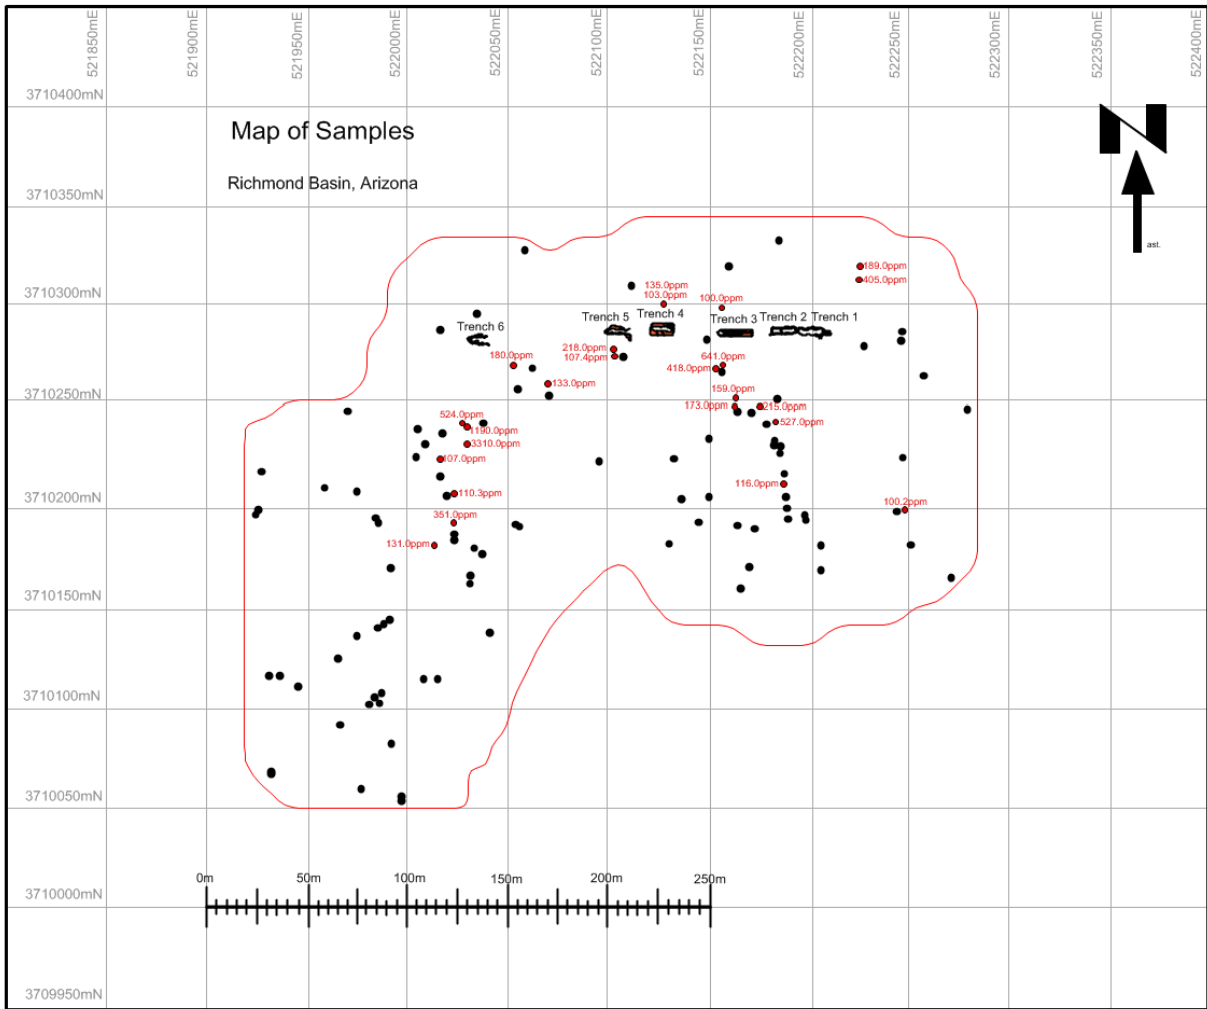 521850mE
521900mE
521950mE
522000mE
522050mE
522100mE
522150mE
522200mE
522250mE
522300mE
522350mE
522400mE
3710400mN
Map of Samples
N
Richmond Basin, Arizona
3710350mN
ast.
189.0ppm
405.0ppm
135.0ppm
103.0ppm
100.0ppm
3710300mN
Trench 6
Trench 5
Trench 4
Trench 3
Trench 2
Trench 1
218.0ppm
107.4ppm
180.0ppm
641.0ppm
418.0ppm
133.0ppm
159.0ppm
173.0ppm
215.0ppm
3710250mN
524.0ppm
1190.0ppm
527.0ppm
3310.0ppm
107.0ppm
116.0ppm
110.3ppm
100.2ppm
3710200mN
351.0ppm
131.0ppm
3710150mN
3710100mN
3710050mN
0m
50m
100m
150m
200m
250m
3710000mN
3709950mN